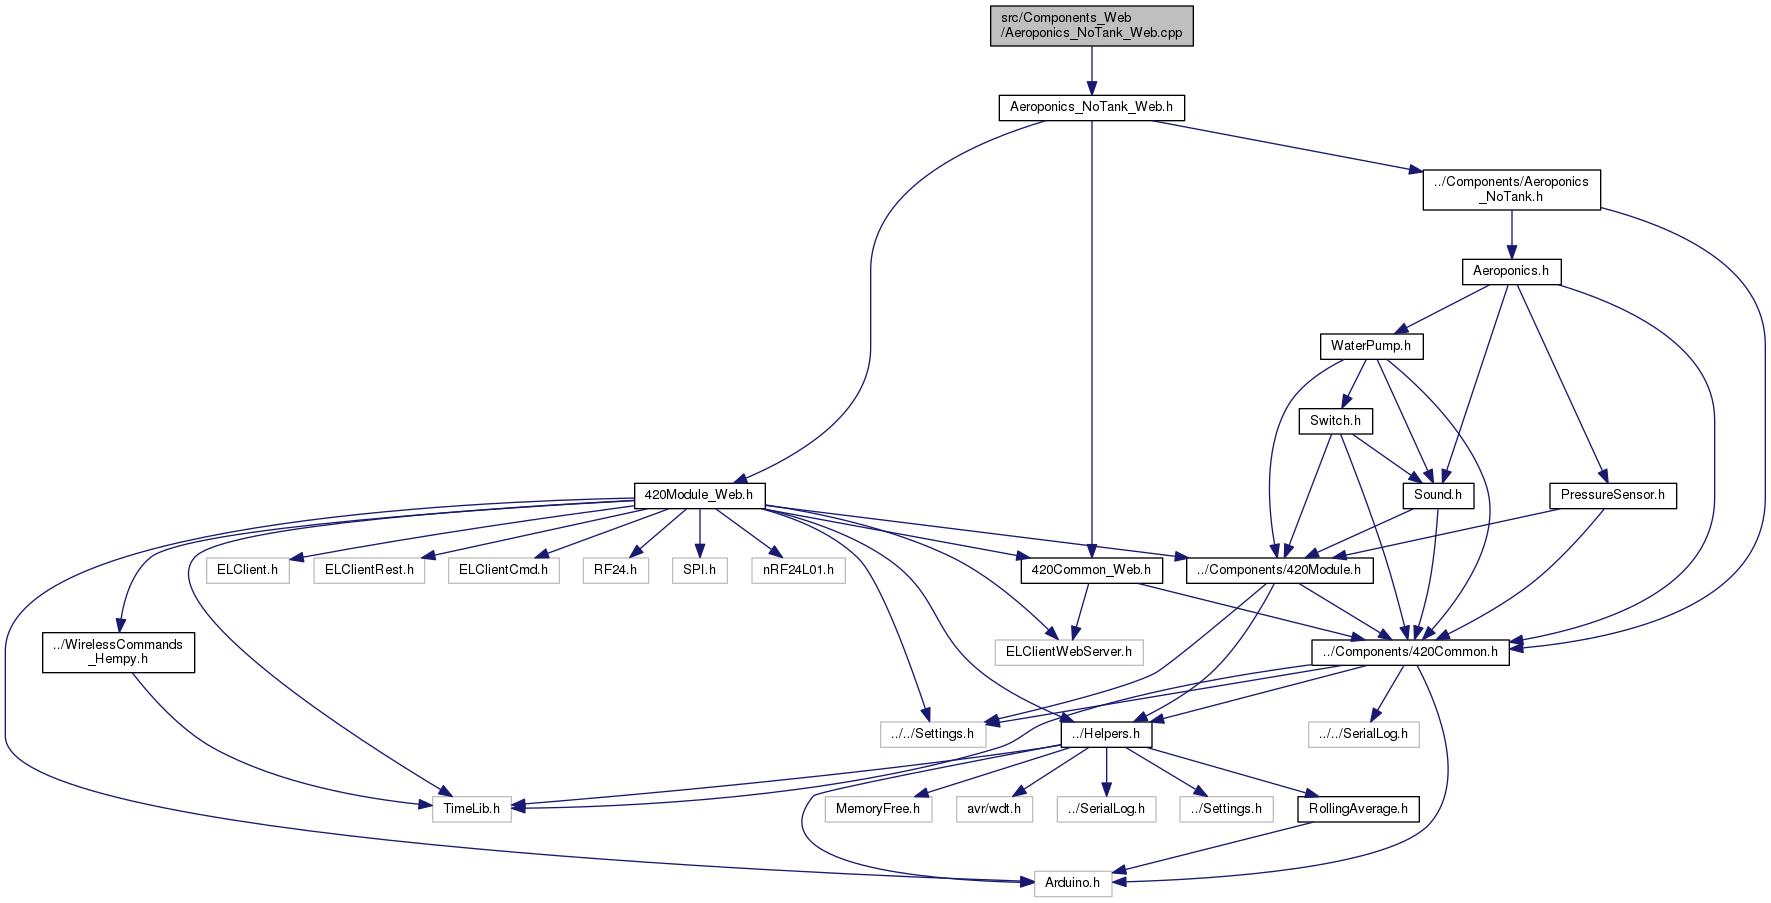 src/Components_Web
/Aeroponics_NoTank_Web.cpp
Aeroponics_NoTank_Web.h
../Components/Aeroponics
_NoTank.h
Aeroponics.h
WaterPump.h
Switch.h
420Module_Web.h
Sound.h
PressureSensor.h
ELClient.h
ELClientRest.h
ELClientCmd.h
RF24.h
SPI.h
nRF24L01.h
420Common_Web.h
../Components/420Module.h
../WirelessCommands
_Hempy.h
ELClientWebServer.h
../Components/420Common.h
../../Settings.h
../Helpers.h
../../SerialLog.h
TimeLib.h
MemoryFree.h
avr/wdt.h
../SerialLog.h
../Settings.h
RollingAverage.h
Arduino.h